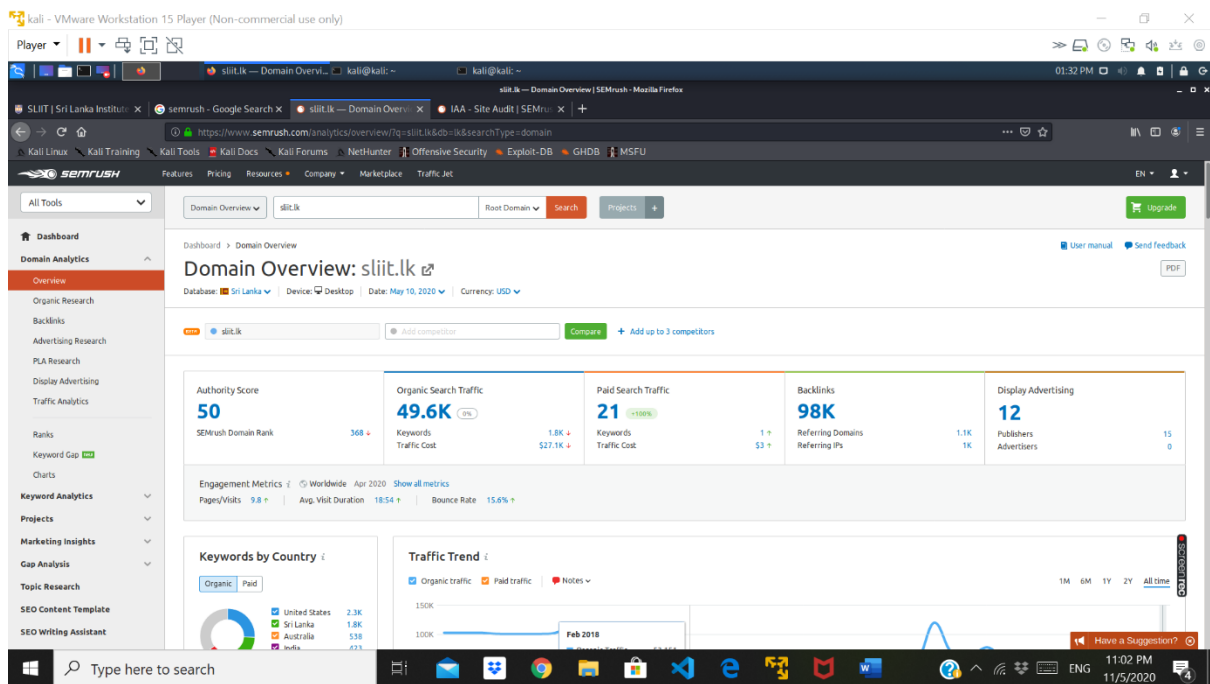 kali - VMware Workstation 15 Player (Non-commercial use only)
Player
sliit.lk — Domain Overvi... kali@kali: ~ kali@kali: ~ 01:32 PM
sliit.lk — Domain Overview | SEMrush - Mozilla Firefox
SLIIT | Sri Lanka Institute semrush - Google Search sliit.lk — Domain Overv IAA - Site Audit | SEMrus
https://www.semrush.com/analytics/overview/?q=sliit.lk&db=lk&searchType=domain
Kali Linux Kali Training Kali Tools Kali Docs Kali Forums NetHunter Offensive Security Exploit-DB GHDB MSFU
SEMRUSH Features Pricing Resources Company Marketplace Traffic Jet EN
All Tools Domain Overview sliit.lk Root Domain Search Projects + Upgrade
Dashboard
Domain Analytics
Overview
Organic Research
Backlinks
Advertising Research
PLA Research
Display Advertising
Traffic Analytics
Ranks
Keyword Gap
Charts
Keyword Analytics
Projects
Marketing Insights
Gap Analysis
Topic Research
SEO Content Template
SEO Writing Assistant
Dashboard > Domain Overview User manual Send feedback
Domain Overview: sliit.lk PDF
Database: Sri Lanka Device: Desktop Date: May 10, 2020 Currency: USD
sliit.lk Add competitor Compare + Add up to 3 competitors
Authority Score
50
SEMrush Domain Rank 368
Organic Search Traffic
49.6K 0%
Keywords 1.8K
Traffic Cost $27.1K
Paid Search Traffic
21 +100%
Keywords 1
Traffic Cost $3
Backlinks
98K
Referring Domains 1.1K
Referring IPs 1K
Display Advertising
12
Publishers 15
Advertisers 0
Engagement Metrics Worldwide Apr 2020 Show all metrics
Pages/Visits 9.8 Avg. Visit Duration 18:54 Bounce Rate 15.6%
Keywords by Country
Organic Paid
United States 2.3K
Sri Lanka 1.8K
Australia 538
India 423
Traffic Trend
Organic traffic Paid traffic Notes 1M 6M 1Y 2Y All time
150K
100K
Feb 2018
screenrec
Have a Suggestion?
Type here to search ENG 11:02 PM
11/5/2020
4